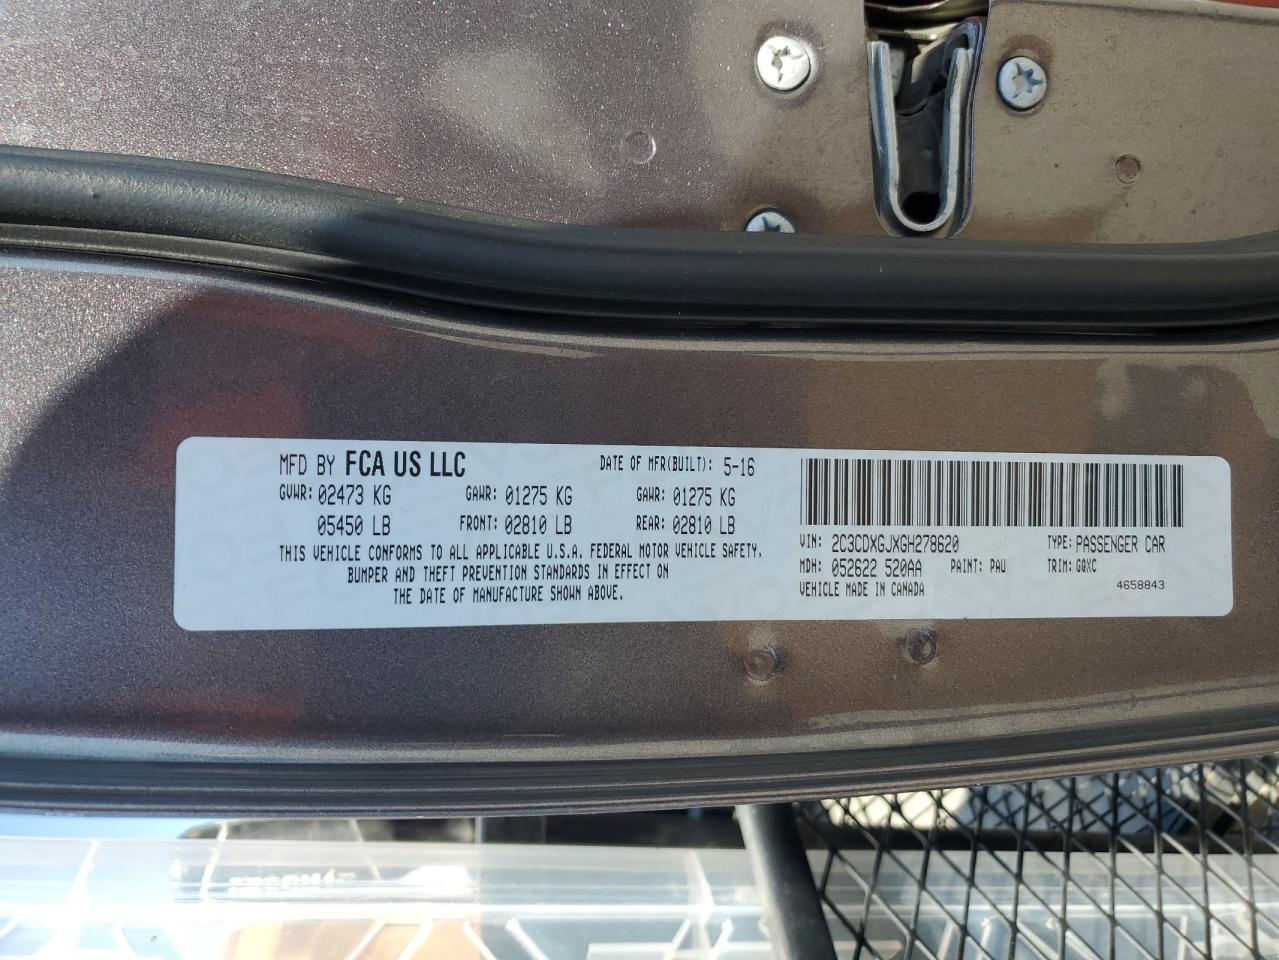 MFD BY FCA US LLC DATE OF MFR(BUILT): 5-16
GVWR: 02473 KG GAWR: 01275 KG GAWR: 01275 KG
05450 LB FRONT: 02810 LB REAR: 02810 LB
THIS VEHICLE CONFORMS TO ALL APPLICABLE U.S.A. FEDERAL MOTOR VEHICLE SAFETY,
BUMPER AND THEFT PREVENTION STANDARDS IN EFFECT ON
THE DATE OF MANUFACTURE SHOWN ABOVE.
VIN: 2C3CDXGJXGH278620 TYPE: PASSENGER CAR
MDH: 052622 520AA PAINT: PAU TRIM: GQXC
VEHICLE MADE IN CANADA 4658843